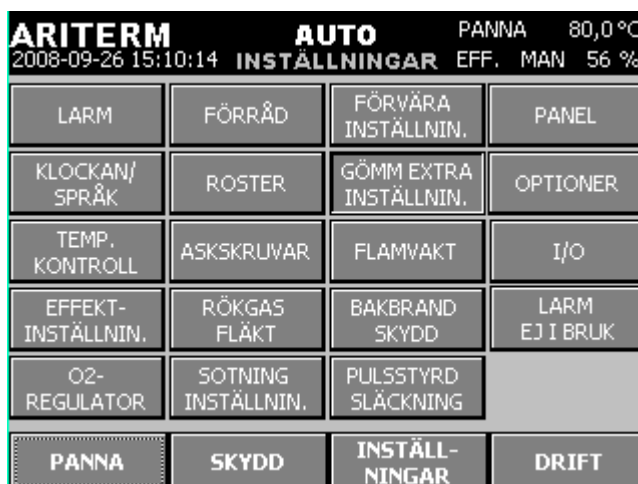 ARITERM AUTO PANNA 80,0°C
2008-09-26 15:10:14 INSTÄLLNINGAR EFF. MAN 56 %
LARM
FÖRRÅD
FÖRVÄRA
INSTÄLLNIN.
PANEL
KLOCKAN/
SPRÅK
ROSTER
GÖMM EXTRA
INSTÄLLNIN.
OPTIONER
TEMP.
KONTROLL
ASKSKRUVAR
FLAMVAKT
I/O
EFFEKT-
INSTÄLLNIN.
RÖKGAS
FLÄKT
BAKBRAND
SKYDD
LARM
EJ I BRUK
O2-
REGULATOR
SOTNING
INSTÄLLNIN.
PULSSTYRD
SLÄCKNING
PANNA
SKYDD
INSTÄLL-
NINGAR
DRIFT